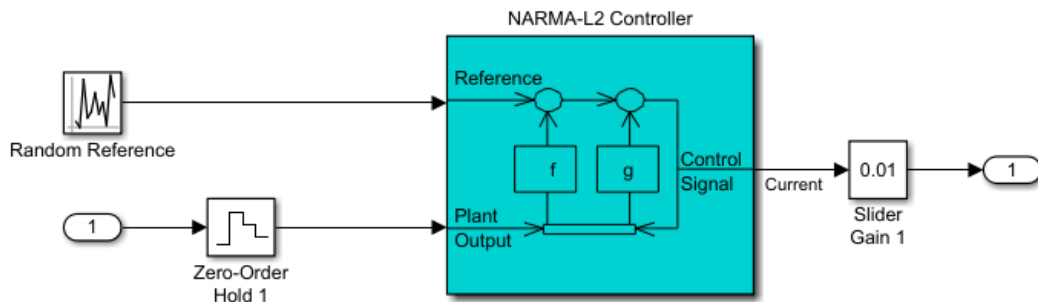 NARMA-L2 Controller
Reference
Random Reference
f
g
Control
Signal
Current
0.01
1
Slider
Gain 1
1
Plant
Output
Zero-Order
Hold 1